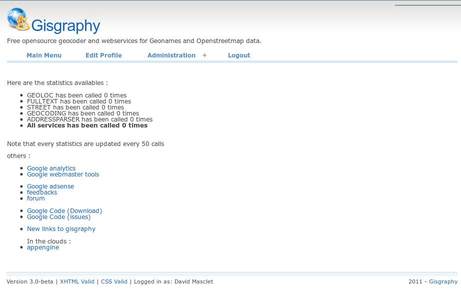 Gisgraphy
Free opensource geocoder and webservices for Geonames and Openstreetmap data.
Main Menu Edit Profile Administration + Logout
Here are the statistics availables :
GEOLOC has been called 0 times
FULLTEXT has been called 0 times
STREET has been called 0 times
GEOCODING has been called 0 times
ADDRESSPARSER has been called 0 times
All services has been called 0 times
Note that every statistics are updated every 50 calls
others :
Google analytics
Google webmaster tools
Google adsense
feedbacks
forum
Google Code (Download)
Google Code (issues)
New links to gisgraphy
In the clouds :
appengine
Version 3.0-beta | XHTML Valid | CSS Valid | Logged in as: David Masclet 2011 - Gisgraphy